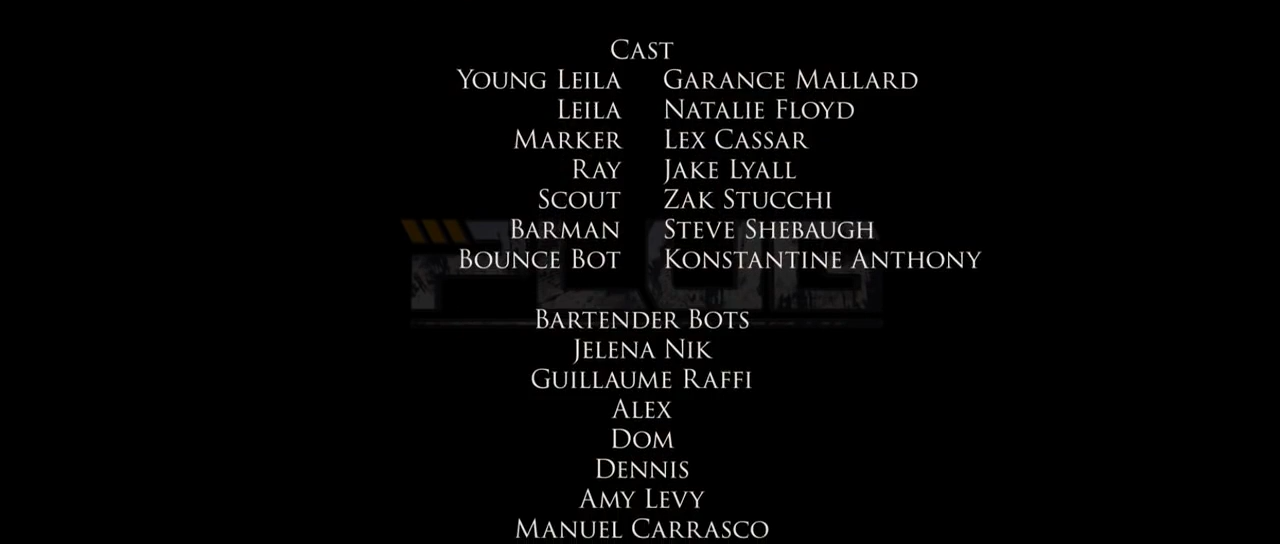 CAST
YOUNG LEILA GARANCE MALLARD
LEILA NATALIE FLOYD
MARKER LEX CASSAR
RAY JAKE LYALL
SCOUT ZAK STUCCHI
BARMAN STEVE SHEBAUGH
BOUNCE BOT KONSTANTINE ANTHONY
PLUG
BARTENDER BOTS
JELENA NIK
GUILLAUME RAFFI
ALEX
DOM
DENNIS
AMY LEVY
MANUEL CARRASCO